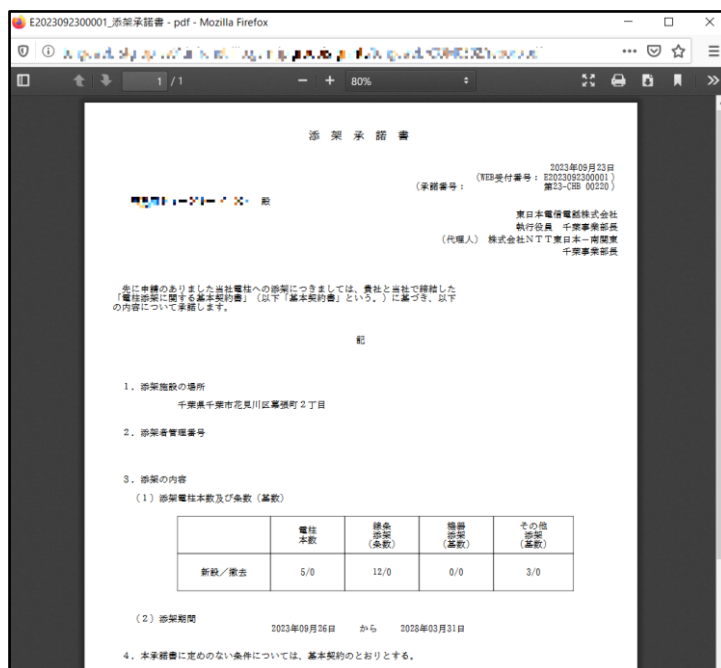 E2023092300001_添架承諾書 - pdf - Mozilla Firefox
1 / 1
80%
添 架 承 諾 書
2023年09月23日
(WEB受付番号: E2023092300001)
(承諾番号: 第23-CHB 00220)
殿
東日本電信電話株式会社
執行役員 千葉事業部長
(代理人) 株式会社NTT東日本-南関東
千葉事業部長
先に申請のありました当社電柱への添架につきましては、貴社と当社で締結した
「電柱添架に関する基本契約書」(以下「基本契約書」という。)に基づき、以下
の内容について承諾します。
記
1.添架施設の場所
千葉県千葉市花見川区幕張町2丁目
2.添架者管理番号
3.添架の内容
(1)添架電柱本数及び条数(基数)
電柱本数 線条添架(条数) 機器添架(基数) その他添架(基数)
新設/撤去 5/0 12/0 0/0 3/0
(2)添架期間
2023年09月26日 から 2028年03月31日
4.本承諾書に定めのない条件については、基本契約のとおりとする。